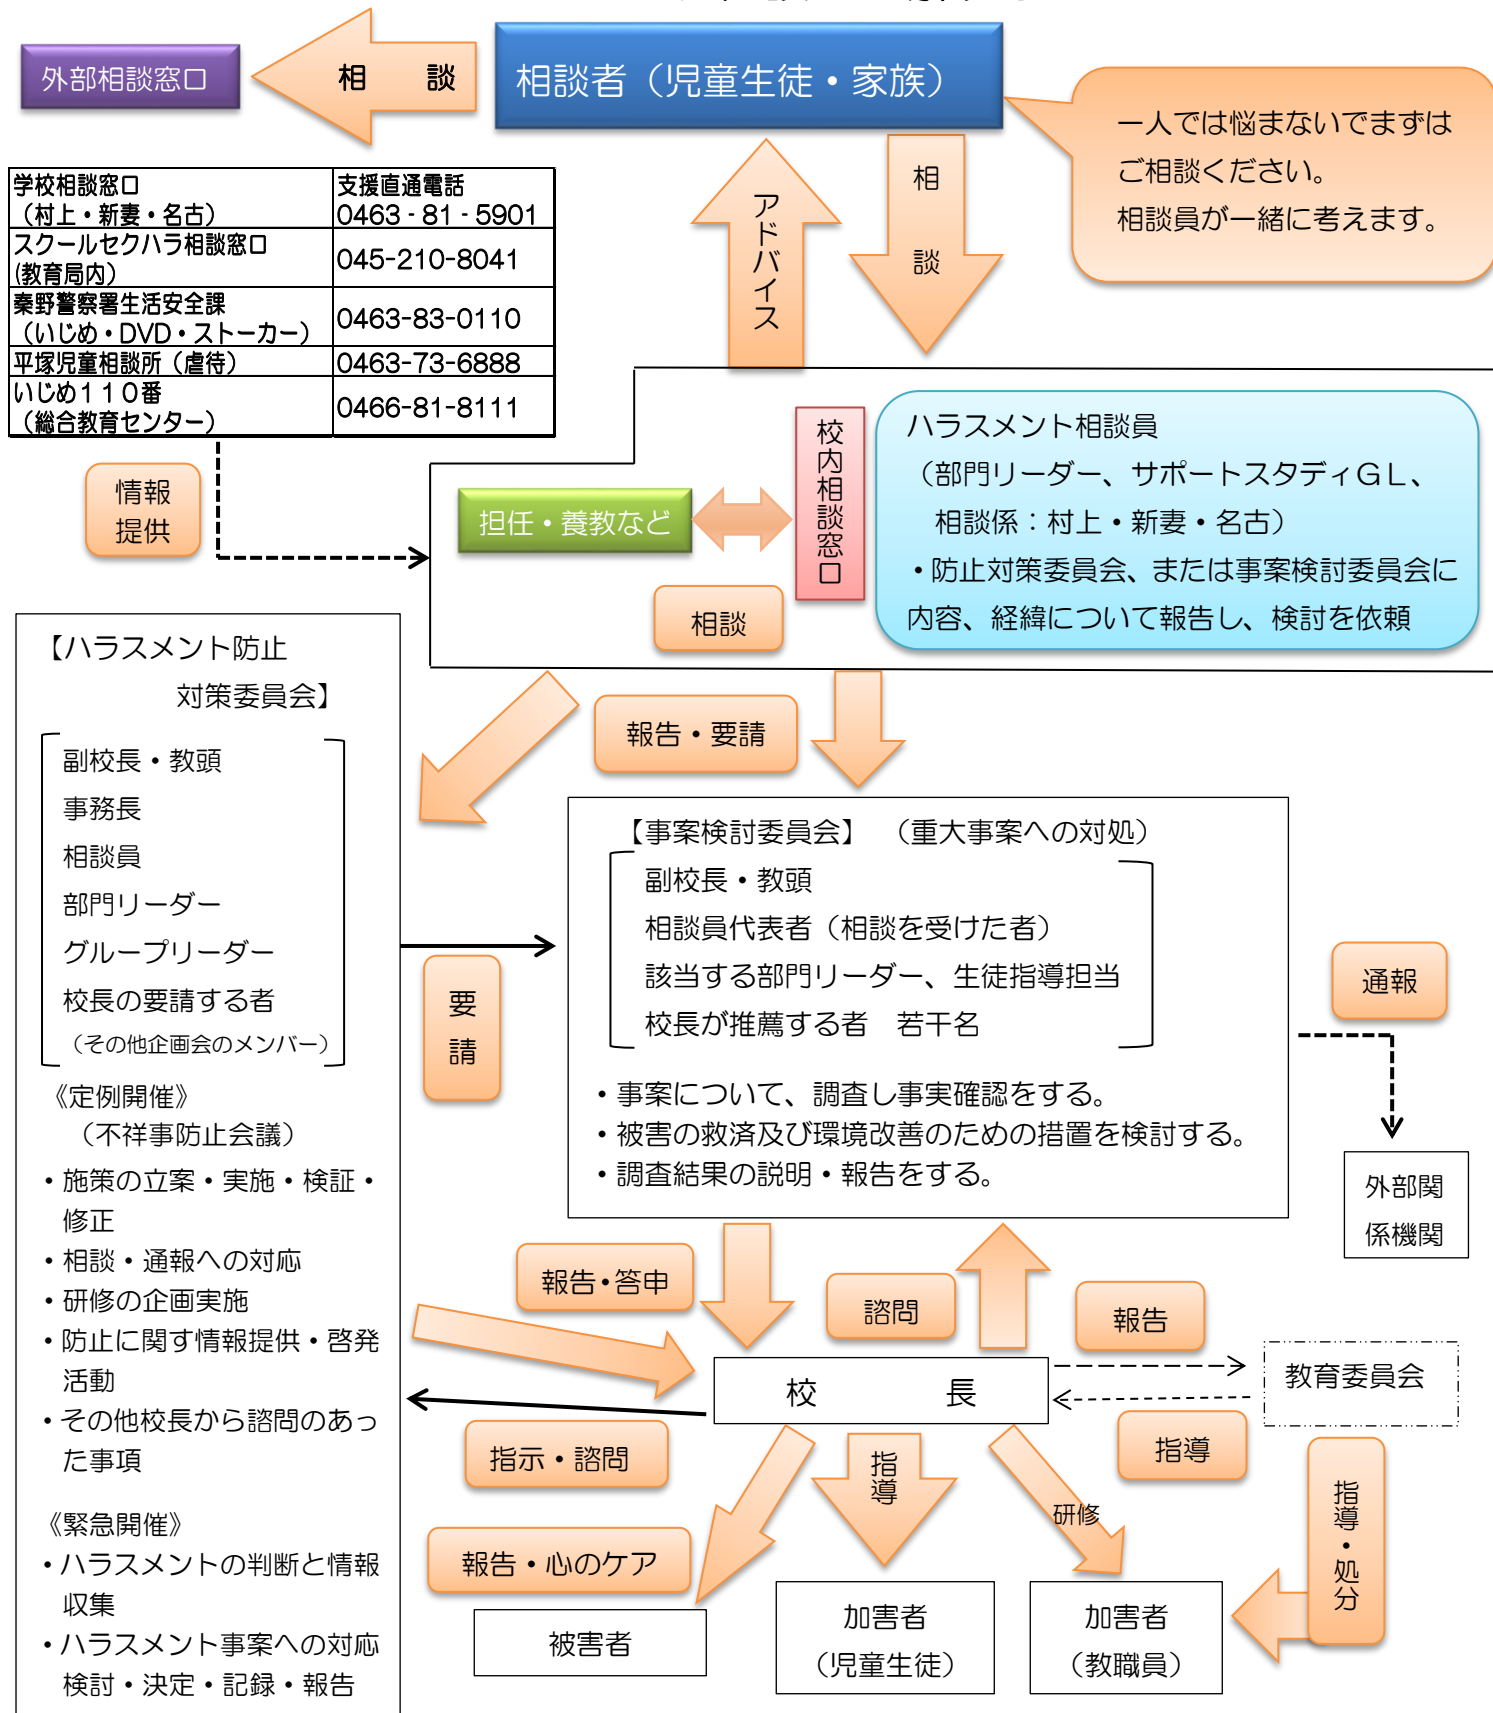 外部相談窓口
相 談
相談者（児童生徒・家族）
一人では悩まないでまずは
ご相談ください。
相談員が一緒に考えます。
学校相談窓口
（村上・新妻・名古）
支援直通電話
0463-81-5901
スクールセクハラ相談窓口
(教育局内)
045-210-8041
秦野警察署生活安全課
（いじめ・DVD・ストーカー）
0463-83-0110
平塚児童相談所（虐待）
0463-73-6888
いじめ１１０番
（総合教育センター）
0466-81-8111
アドバイス
相 談
情報
提供
担任・養教など
校内相談窓口
相談
ハラスメント相談員
（部門リーダー、サポートスタディＧＬ、
相談係：村上・新妻・名古）
・防止対策委員会、または事案検討委員会に
内容、経緯について報告し、検討を依頼
【ハラスメント防止
対策委員会】
副校長・教頭
事務長
相談員
部門リーダー
グループリーダー
校長の要請する者
（その他企画会のメンバー）
《定例開催》
（不祥事防止会議）
・施策の立案・実施・検証・
修正
・相談・通報への対応
・研修の企画実施
・防止に関す情報提供・啓発
活動
・その他校長から諮問のあっ
た事項
《緊急開催》
・ハラスメントの判断と情報
収集
・ハラスメント事案への対応
検討・決定・記録・報告
報告・要請
要請
【事案検討委員会】 （重大事案への対処）
副校長・教頭
相談員代表者（相談を受けた者）
該当する部門リーダー、生徒指導担当
校長が推薦する者 若干名
・事案について、調査し事実確認をする。
・被害の救済及び環境改善のための措置を検討する。
・調査結果の説明・報告をする。
通報
外部関
係機関
報告・答申
諮問
報告
校 長
教育委員会
指示・諮問
指導
指導
研修
指導・処分
報告・心のケア
被害者
加害者
（児童生徒）
加害者
（教職員）